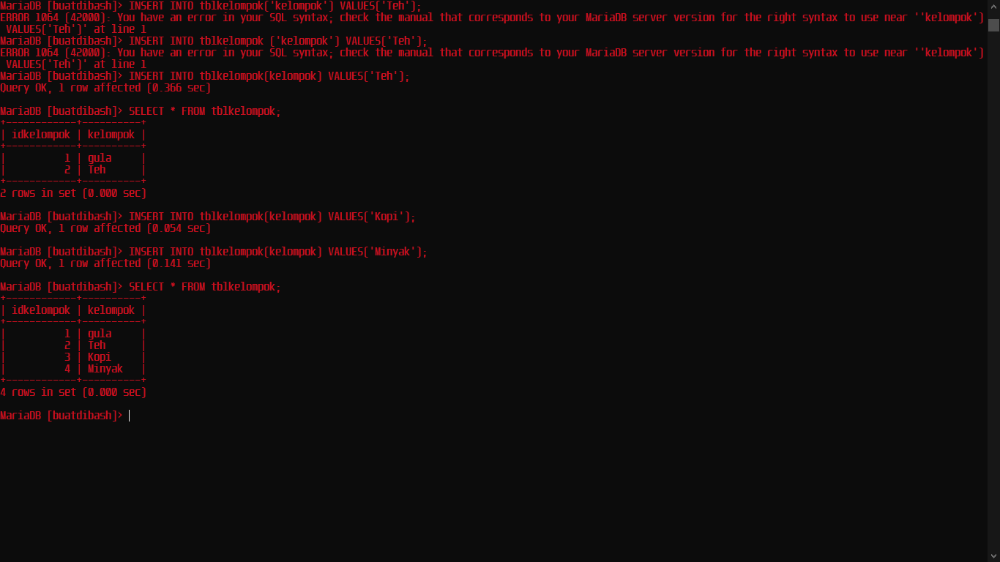 MariaDB [buatdibash]> INSERT INTO tblkelompok('kelompok') VALUES('Teh');
ERROR 1064 (42000): You have an error in your SQL syntax; check the manual that corresponds to your MariaDB server version for the right syntax to use near ''kelompok')
 VALUES('Teh')' at line 1
MariaDB [buatdibash]> INSERT INTO tblkelompok ('kelompok') VALUES('Teh');
ERROR 1064 (42000): You have an error in your SQL syntax; check the manual that corresponds to your MariaDB server version for the right syntax to use near ''kelompok')
 VALUES('Teh')' at line 1
MariaDB [buatdibash]> INSERT INTO tblkelompok(kelompok) VALUES('Teh');
Query OK, 1 row affected (0.366 sec)
MariaDB [buatdibash]> SELECT * FROM tblkelompok;
+------------+----------+
| idkelompok | kelompok |
+------------+----------+
|          1 | gula     |
|          2 | Teh      |
+------------+----------+
2 rows in set (0.000 sec)
MariaDB [buatdibash]> INSERT INTO tblkelompok(kelompok) VALUES('Kopi');
Query OK, 1 row affected (0.054 sec)
MariaDB [buatdibash]> INSERT INTO tblkelompok(kelompok) VALUES('Minyak');
Query OK, 1 row affected (0.141 sec)
MariaDB [buatdibash]> SELECT * FROM tblkelompok;
+------------+----------+
| idkelompok | kelompok |
+------------+----------+
|          1 | gula     |
|          2 | Teh      |
|          3 | Kopi     |
|          4 | Minyak   |
+------------+----------+
4 rows in set (0.000 sec)
MariaDB [buatdibash]>